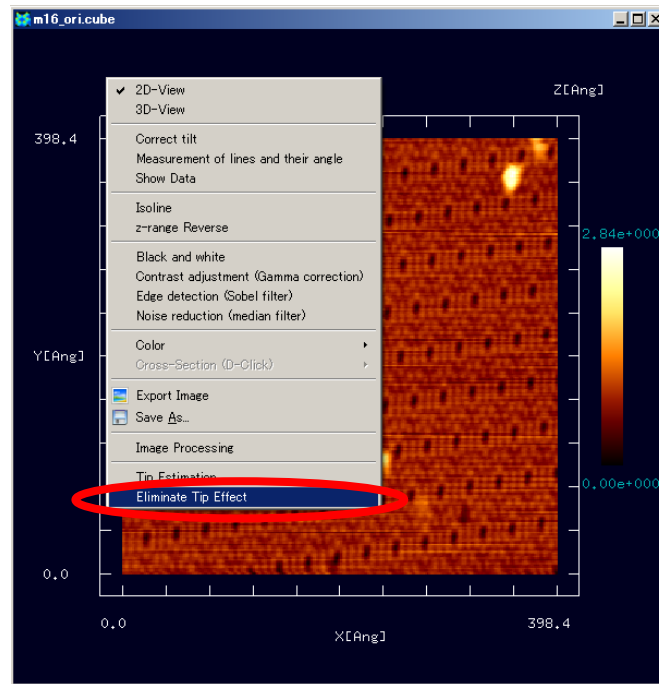 m16_ori.cube
2D-View
3D-View
Z[Ang]
398.4
Correct tilt
Measurement of lines and their angle
Show Data
Isoline
z-range Reverse
2.84e+000
Black and white
Contrast adjustment (Gamma correction)
Edge detection (Sobel filter)
Noise reduction (median filter)
Color
Y[Ang]
Cross-Section (D-Click)
Export Image
Save As...
Image Processing
Tip Estimation
0.00e+000
Eliminate Tip Effect
0.0
0.0
398.4
X[Ang]